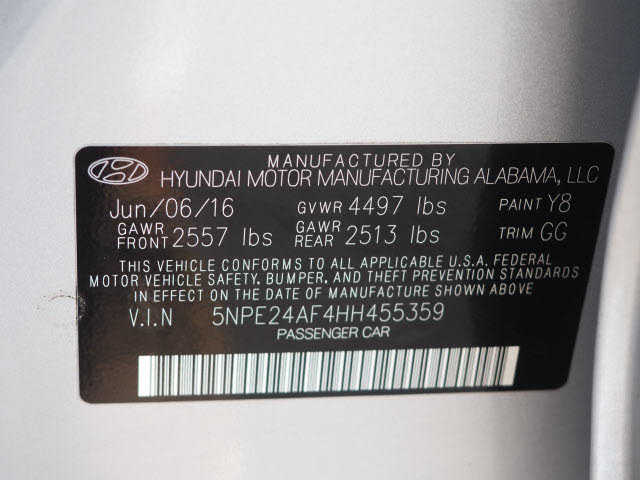 MANUFACTURED BY
HYUNDAI MOTOR MANUFACTURING ALABAMA, LLC
Jun/06/16 GVWR 4497 lbs PAINT Y8
GAWR FRONT 2557 lbs GAWR REAR 2513 lbs TRIM GG
THIS VEHICLE CONFORMS TO ALL APPLICABLE U.S.A. FEDERAL
MOTOR VEHICLE SAFETY, BUMPER, AND THEFT PREVENTION STANDARDS
IN EFFECT ON THE DATE OF MANUFACTURE SHOWN ABOVE
V.I.N 5NPE24AF4HH455359
PASSENGER CAR